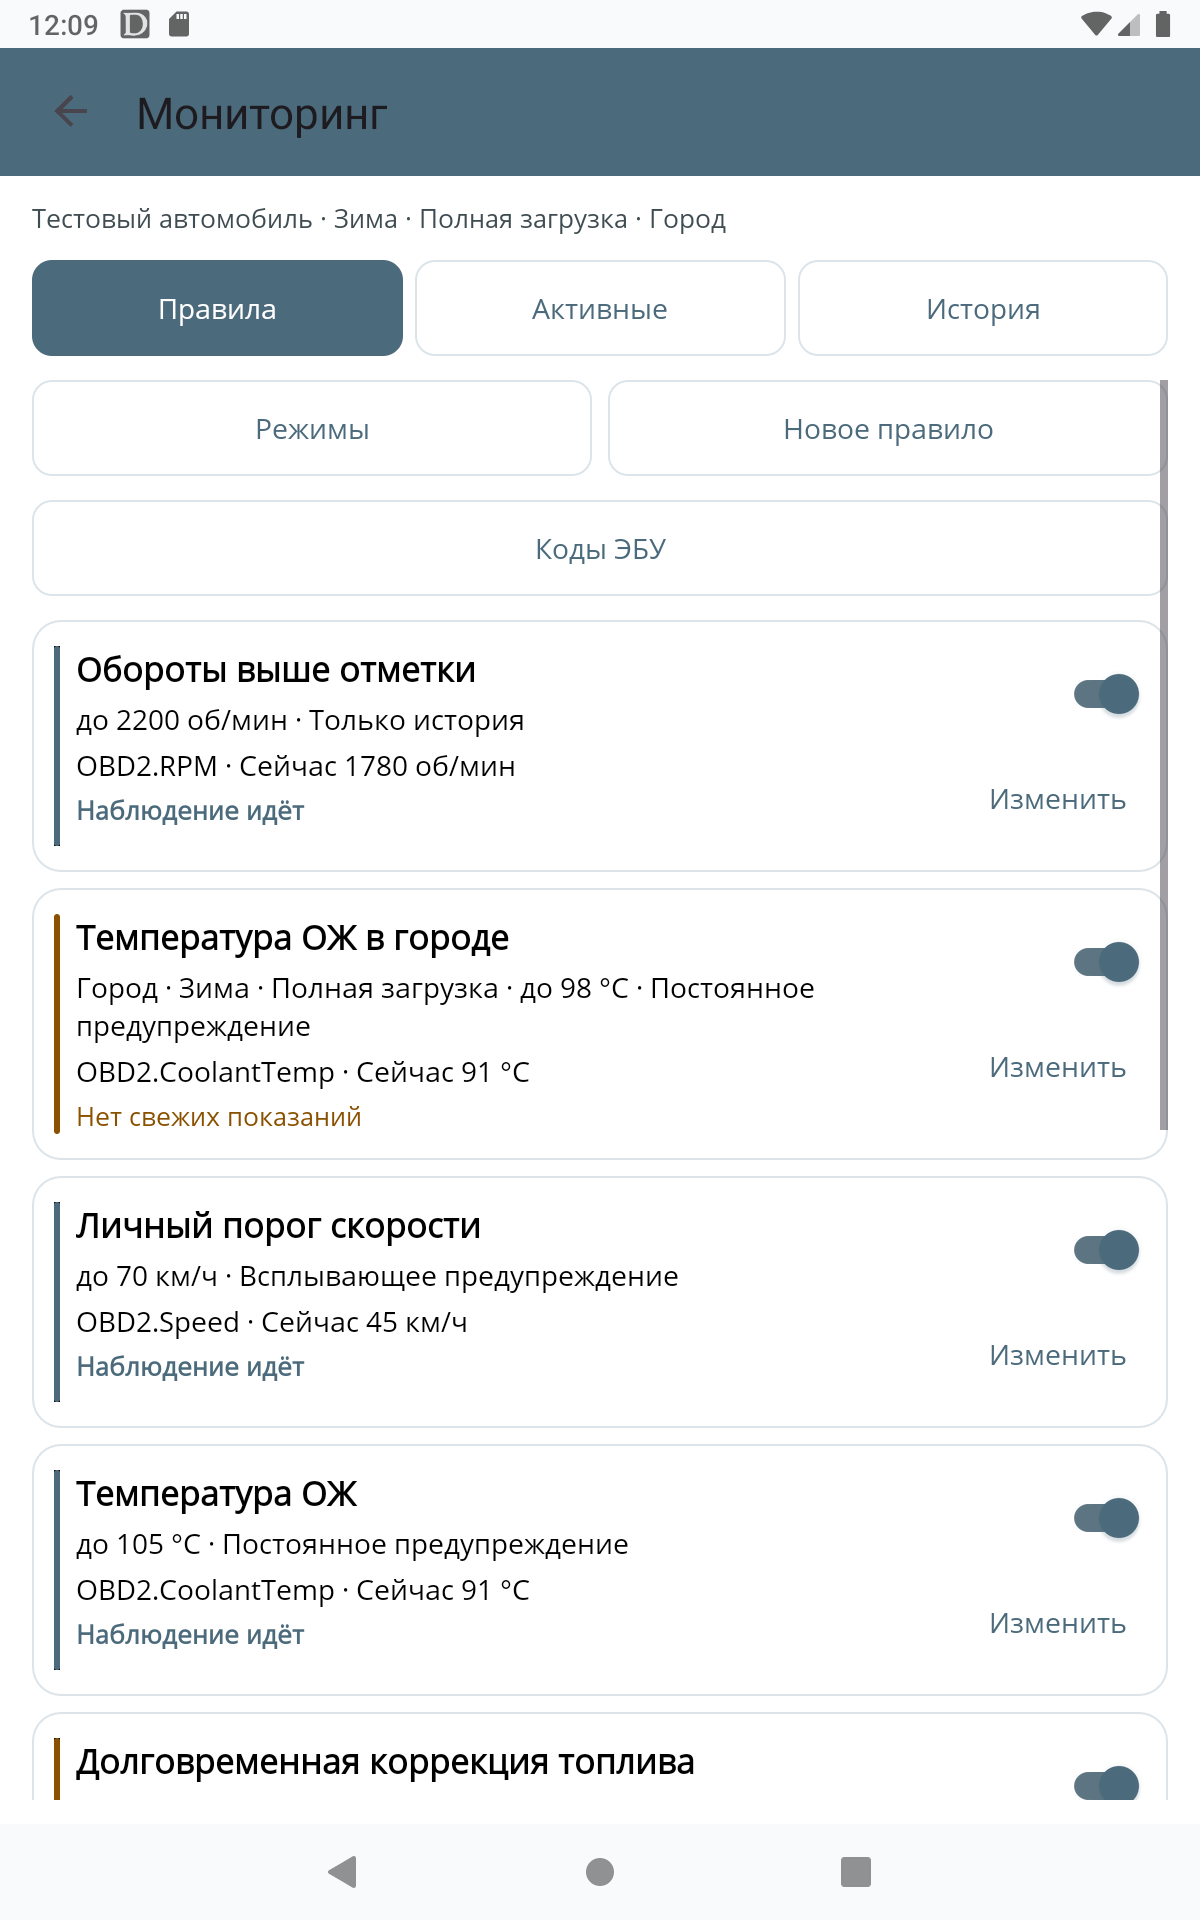 12:09
Мониторинг
Тестовый автомобиль · Зима · Полная загрузка · Город
Правила
Активные
История
Режимы
Новое правило
Коды ЭБУ
Обороты выше отметки
до 2200 об/мин · Только история
OBD2.RPM · Сейчас 1780 об/мин
Наблюдение идёт
Изменить
Температура ОЖ в городе
Город · Зима · Полная загрузка · до 98 °C · Постоянное
предупреждение
OBD2.CoolantTemp · Сейчас 91 °C
Нет свежих показаний
Изменить
Личный порог скорости
до 70 км/ч · Всплывающее предупреждение
OBD2.Speed · Сейчас 45 км/ч
Наблюдение идёт
Изменить
Температура ОЖ
до 105 °C · Постоянное предупреждение
OBD2.CoolantTemp · Сейчас 91 °C
Наблюдение идёт
Изменить
Долговременная коррекция топлива